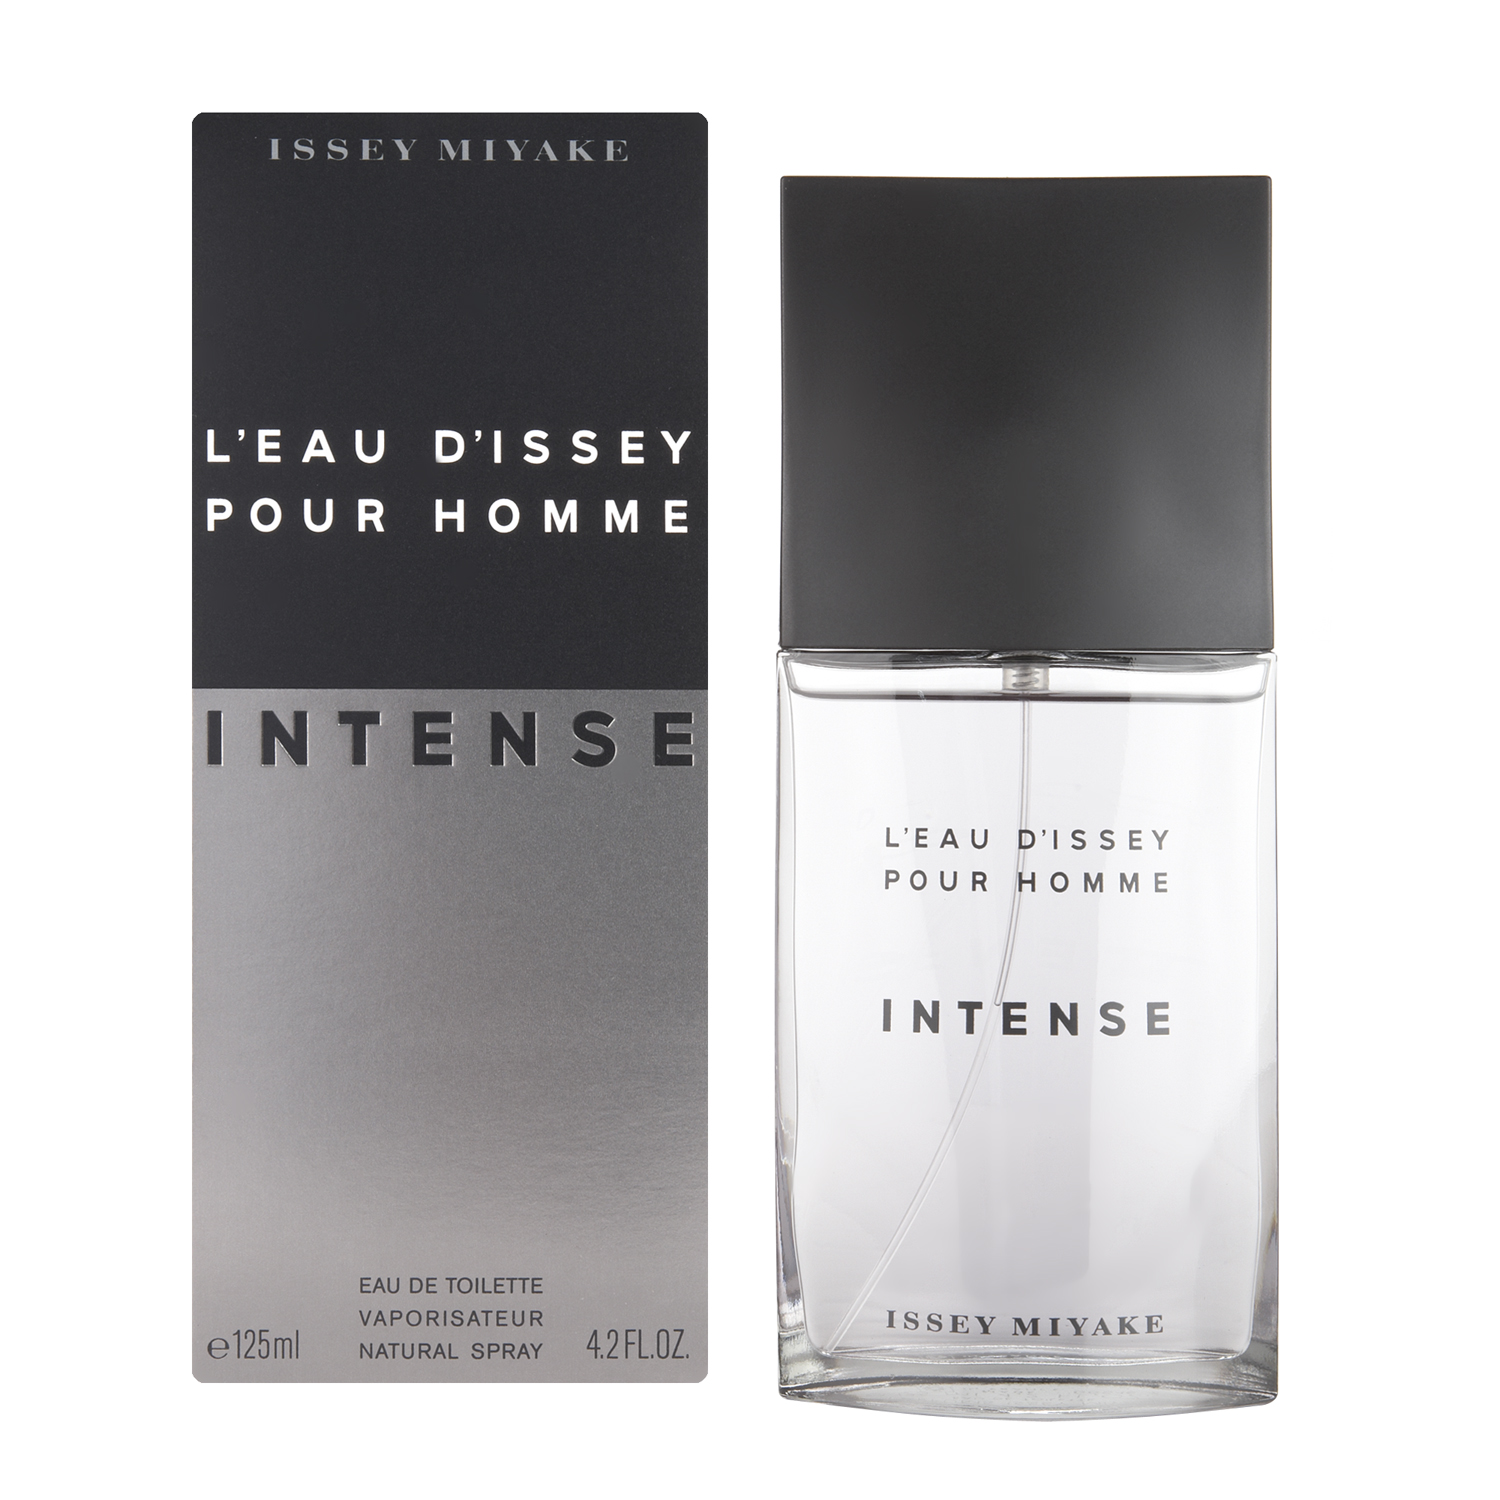 ISSEY MIYAKE
L'EAU D'ISSEY
POUR HOMME
INTENSE
EAU DE TOILETTE
VAPORISATEUR
℮125ml NATURAL SPRAY 4.2 FL.OZ.
L'EAU D'ISSEY
POUR HOMME
INTENSE
ISSEY MIYAKE